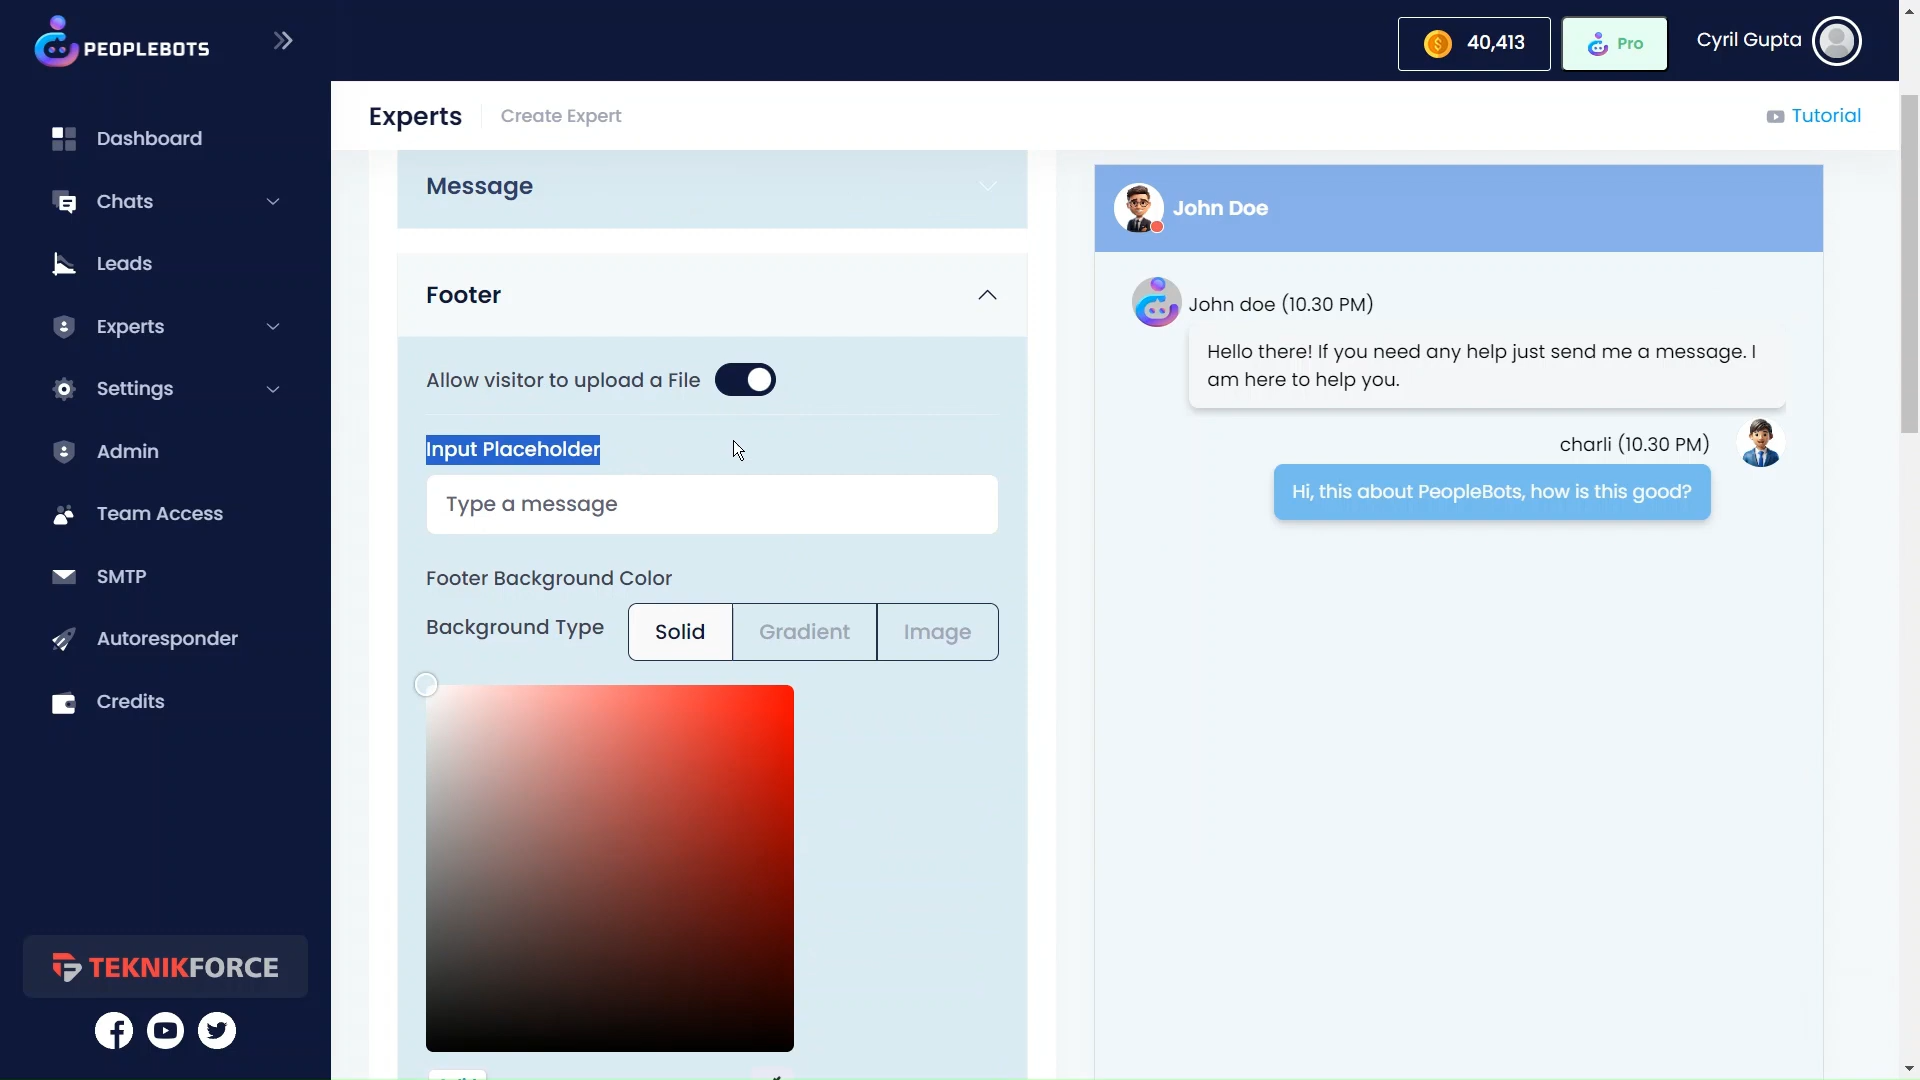 PEOPLEBOTS
40,413
Pro
Cyril Gupta
Experts
Create Expert
Tutorial
Dashboard
Chats
Leads
Experts
Settings
Admin
Team Access
SMTP
Autoresponder
Credits
TEKNIKFORCE
Message
Footer
Allow visitor to upload a File
Input Placeholder
Type a message
Footer Background Color
Background Type
Solid
Gradient
Image
John Doe
John doe (10.30 PM)
Hello there! If you need any help just send me a message. I
am here to help you.
charli (10.30 PM)
Hi, this about PeopleBots, how is this good?